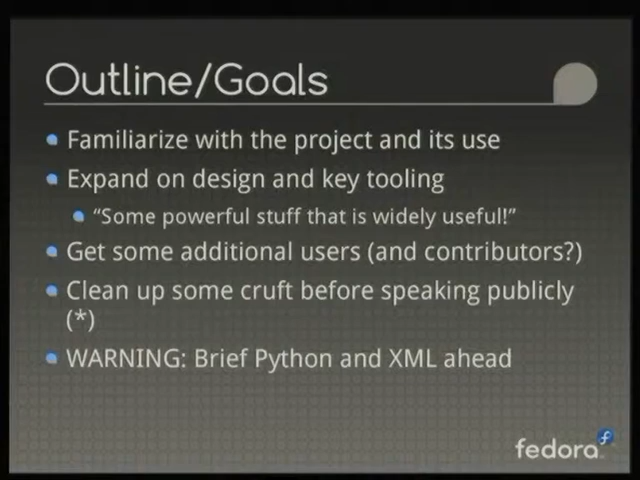 Outline/Goals
Familiarize with the project and its use
Expand on design and key tooling
“Some powerful stuff that is widely useful!”
Get some additional users (and contributors?)
Clean up some cruft before speaking publicly
(*)
WARNING: Brief Python and XML ahead
fedora